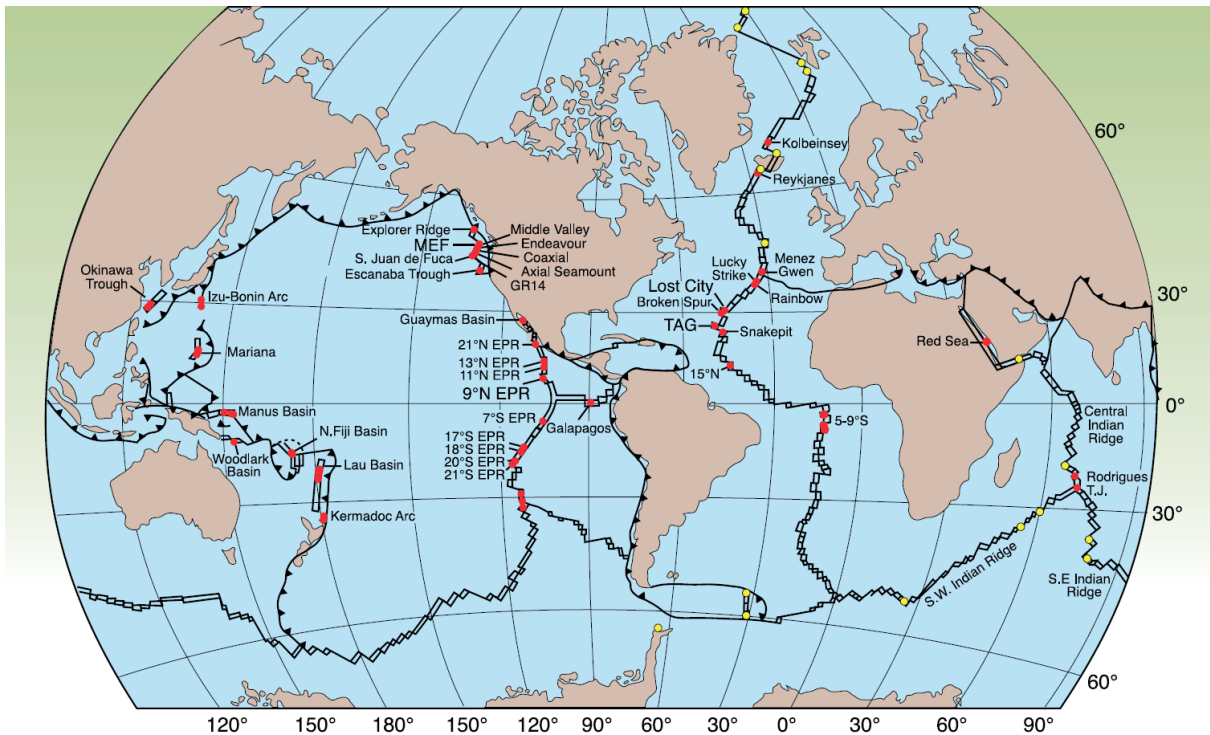 60°
Kolbeinsey
Reykjanes
Explorer Ridge
MEF
S. Juan de Fuca
Escanaba Trough
Middle Valley
Endeavour
Coaxial
Axial Seamount
GR14
Okinawa
Trough
Izu-Bonin Arc
Mariana
Guaymas Basin
21°N EPR
13°N EPR
11°N EPR
9°N EPR
7°S EPR
17°S EPR
18°S EPR
20°S EPR
21°S EPR
Galapagos
Menez
Gwen
Lucky
Strike
Rainbow
Lost City
Broken Spur
TAG
Snakepit
15°N
5-9°S
Red Sea
30°
0°
Central
Indian
Ridge
Rodrigues
T.J.
30°
Manus Basin
N.Fiji Basin
Woodlark
Basin
Lau Basin
Kermadoc Arc
S.W. Indian Ridge
S.E Indian
Ridge
60°
120°
150°
180°
150°
120°
90°
60°
30°
0°
30°
60°
90°